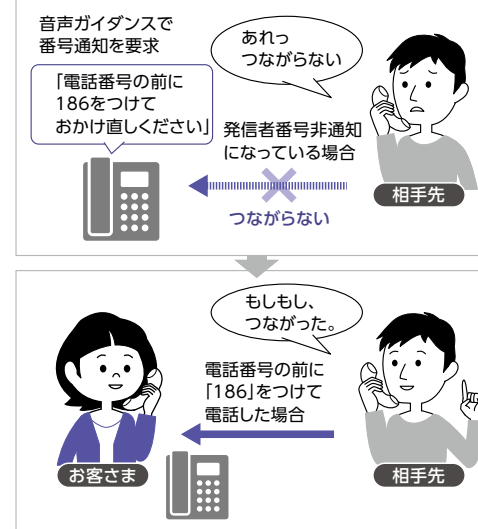 音声ガイダンスで
番号通知を要求
「電話番号の前に
186をつけて
おかけ直しください」
あれっ
つながらない
発信者番号非通知
になっている場合
つながらない
相手先
もしもし、
つながった。
電話番号の前に
「186」をつけて
電話した場合
お客さま
相手先